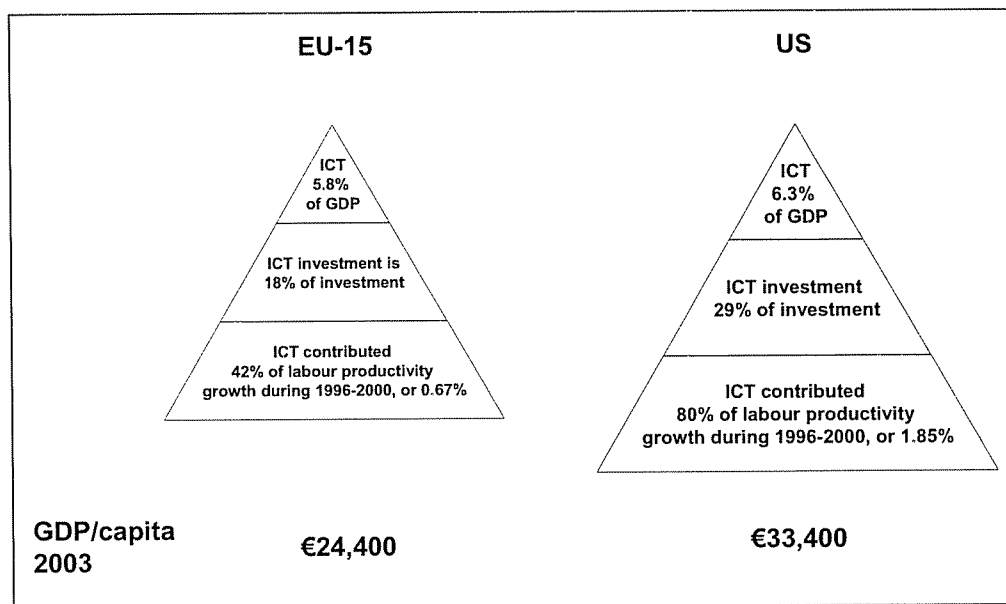 EU-15
ICT
5.8%
of GDP
ICT investment is
18% of investment
ICT contributed
42% of labour productivity
growth during 1996-2000, or 0.67%
US
ICT
6.3%
of GDP
ICT investment
29% of investment
ICT contributed
80% of labour productivity
growth during 1996-2000, or 1.85%
GDP/capita
2003
€24,400
€33,400